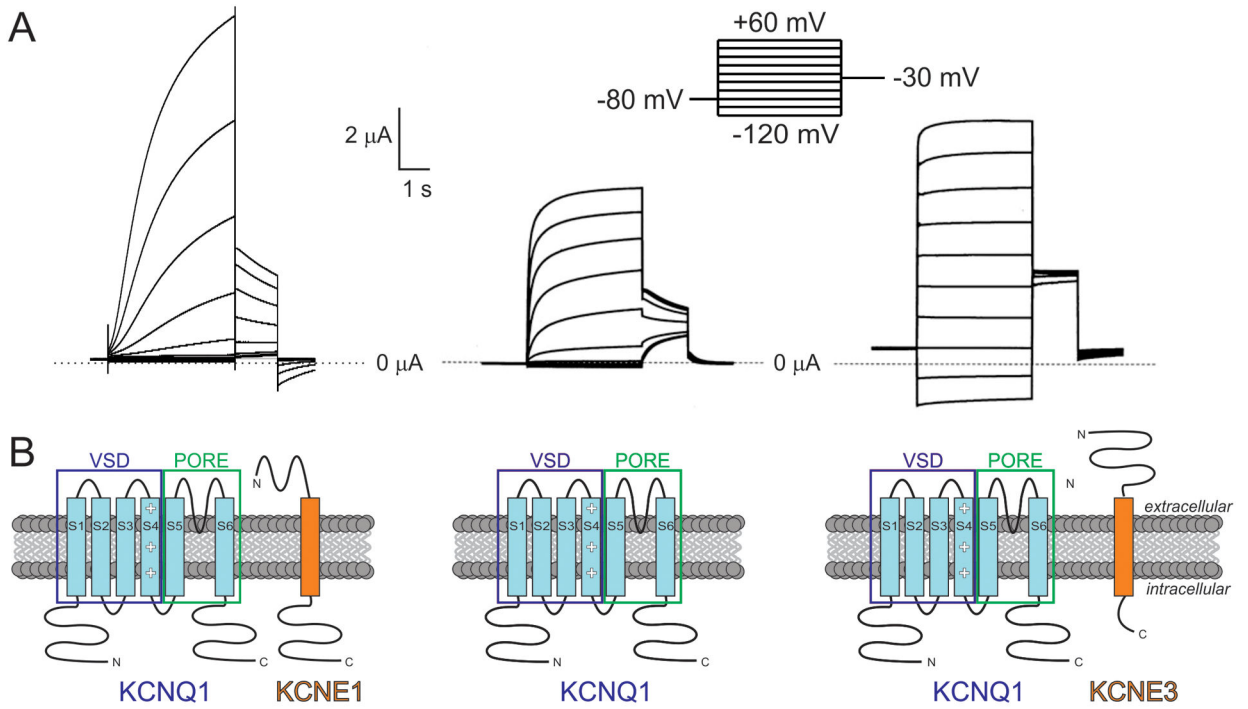 A
+60 mV
-80 mV
-30 mV
-120 mV
2 μA
1 s
0 μA
0 μA
B
VSD PORE
N
S1 S2 S3 S4 S5 S6
+
+
+
N
C
C
KCNQ1
KCNE1
VSD PORE
S1 S2 S3 S4 S5 S6
+
+
+
N
C
KCNQ1
VSD PORE
N
N
extracellular
S1 S2 S3 S4 S5 S6
+
+
+
intracellular
N
C
C
KCNQ1
KCNE3